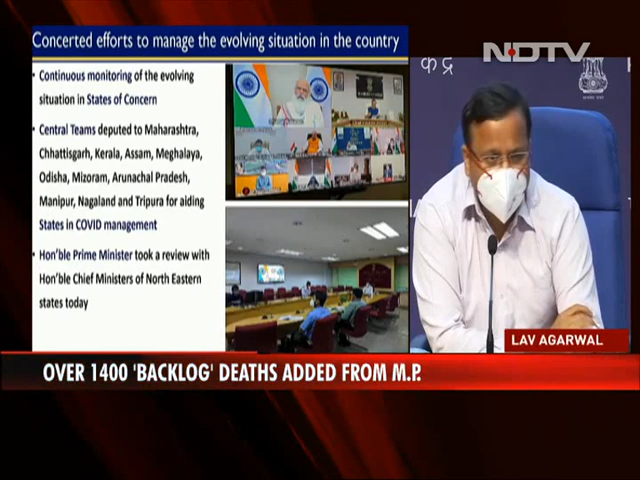 Concerted efforts to manage the evolving situation in the country
• Continuous monitoring of the evolving
situation in States of Concern
• Central Teams deputed to Maharashtra,
Chhattisgarh, Kerala, Assam, Meghalaya,
Odisha, Mizoram, Arunachal Pradesh,
Manipur, Nagaland and Tripura for aiding
States in COVID management
• Hon'ble Prime Minister took a review with
Hon'ble Chief Ministers of North Eastern
states today
NDTV
LAV AGARWAL
OVER 1400 'BACKLOG' DEATHS ADDED FROM M.P.